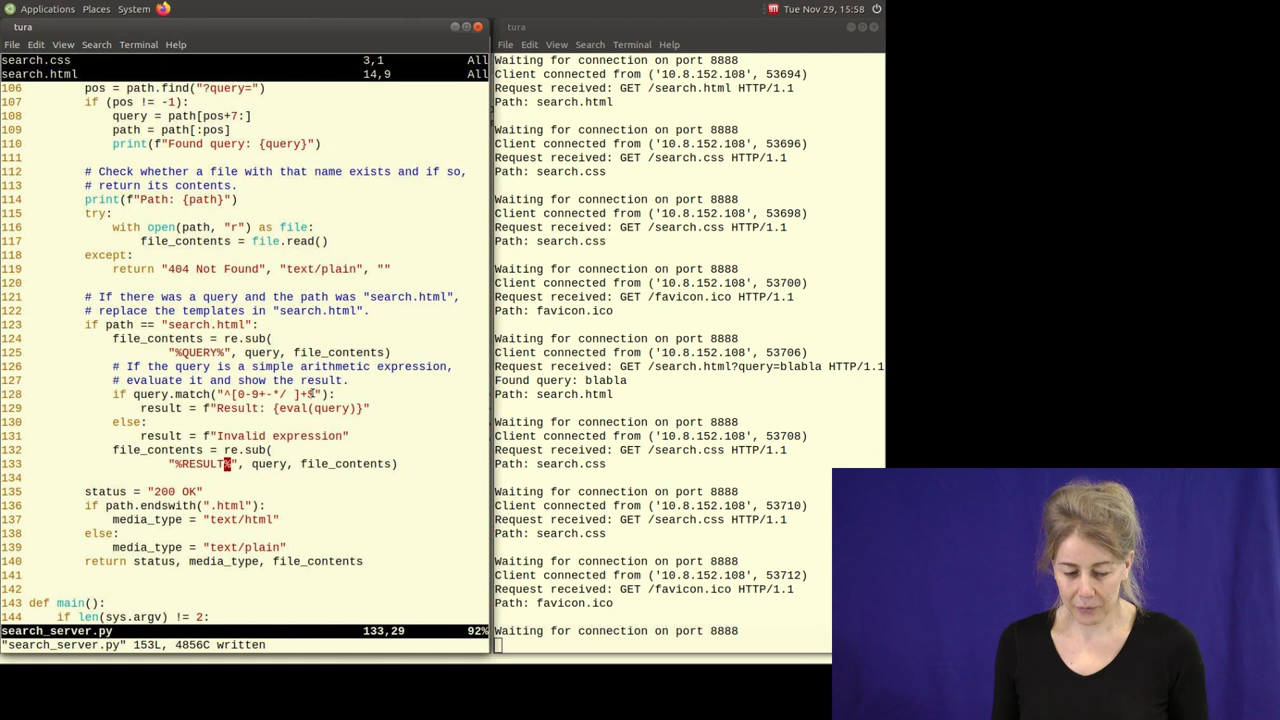 Applications Places System
Tue Nov 29, 15:58
tura
File Edit View Search Terminal Help
search.css 3,1 All
search.html 14,9 All
106 pos = path.find("?query=")
107 if (pos != -1):
108 query = path[pos+7:]
109 path = path[:pos]
110 print(f"Found query: {query}")
111
112 # Check whether a file with that name exists and if so,
113 # return its contents.
114 print(f"Path: {path}")
115 try:
116 with open(path, "r") as file:
117 file_contents = file.read()
118 except:
119 return "404 Not Found", "text/plain", ""
120
121 # If there was a query and the path was "search.html",
122 # replace the templates in "search.html".
123 if path == "search.html":
124 file_contents = re.sub(
125 "%QUERY%", query, file_contents)
126 # If the query is a simple arithmetic expression,
127 # evaluate it and show the result.
128 if query.match("^[0-9+-*/ ]+$"):
129 result = f"Result: {eval(query)}"
130 else:
131 result = f"Invalid expression"
132 file_contents = re.sub(
133 "%RESULT%", query, file_contents)
134
135 status = "200 OK"
136 if path.endswith(".html"):
137 media_type = "text/html"
138 else:
139 media_type = "text/plain"
140 return status, media_type, file_contents
141
142
143 def main():
144 if len(sys.argv) != 2:
search_server.py 133,29 92%
"search_server.py" 153L, 4856C written
tura
File Edit View Search Terminal Help
Waiting for connection on port 8888
Client connected from ('10.8.152.108', 53694)
Request received: GET /search.html HTTP/1.1
Path: search.html
Waiting for connection on port 8888
Client connected from ('10.8.152.108', 53696)
Request received: GET /search.css HTTP/1.1
Path: search.css
Waiting for connection on port 8888
Client connected from ('10.8.152.108', 53698)
Request received: GET /search.css HTTP/1.1
Path: search.css
Waiting for connection on port 8888
Client connected from ('10.8.152.108', 53700)
Request received: GET /favicon.ico HTTP/1.1
Path: favicon.ico
Waiting for connection on port 8888
Client connected from ('10.8.152.108', 53706)
Request received: GET /search.html?query=blabla HTTP/1.1
Found query: blabla
Path: search.html
Waiting for connection on port 8888
Client connected from ('10.8.152.108', 53708)
Request received: GET /search.css HTTP/1.1
Path: search.css
Waiting for connection on port 8888
Client connected from ('10.8.152.108', 53710)
Request received: GET /search.css HTTP/1.1
Path: search.css
Waiting for connection on port 8888
Client connected from ('10.8.152.108', 53712)
Request received: GET /favicon.ico HTTP/1.1
Path: favicon.ico
Waiting for connection on port 8888